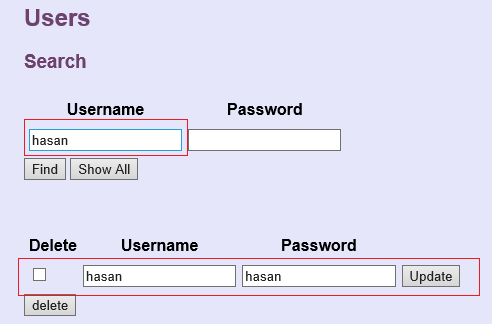 Users
Search
Username Password
hasan
Find Show All
Delete Username Password
hasan hasan Update
delete